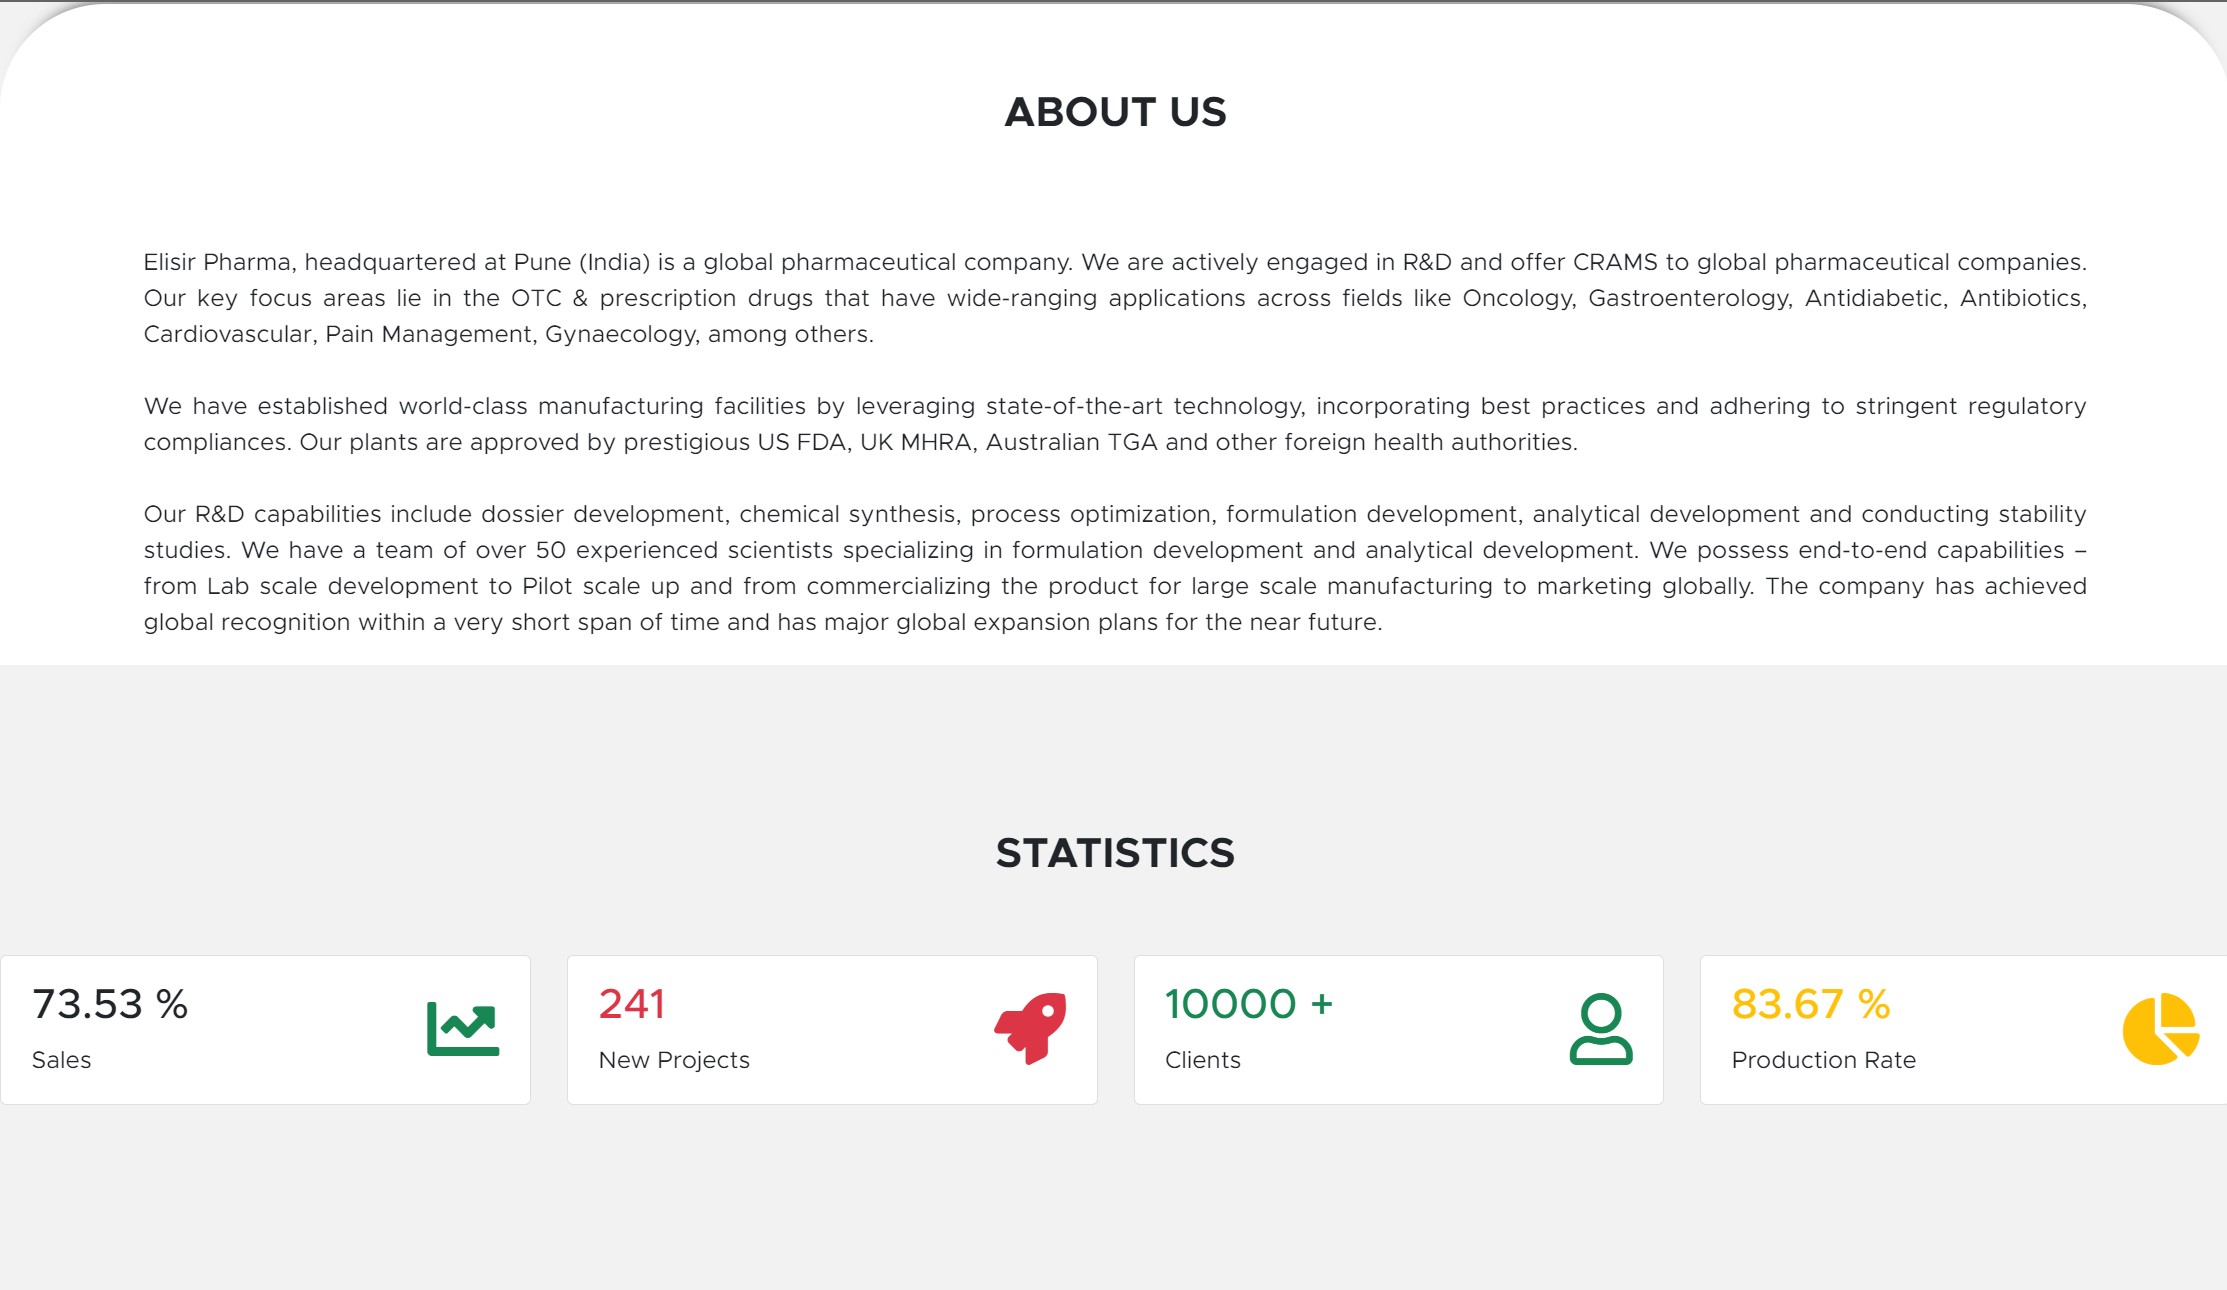 ABOUT US
Elisir Pharma, headquartered at Pune (India) is a global pharmaceutical company. We are actively engaged in R&D and offer CRAMS to global pharmaceutical companies.
Our key focus areas lie in the OTC & prescription drugs that have wide-ranging applications across fields like Oncology, Gastroenterology, Antidiabetic, Antibiotics,
Cardiovascular, Pain Management, Gynaecology, among others.
We have established world-class manufacturing facilities by leveraging state-of-the-art technology, incorporating best practices and adhering to stringent regulatory
compliances. Our plants are approved by prestigious US FDA, UK MHRA, Australian TGA and other foreign health authorities.
Our R&D capabilities include dossier development, chemical synthesis, process optimization, formulation development, analytical development and conducting stability
studies. We have a team of over 50 experienced scientists specializing in formulation development and analytical development. We possess end-to-end capabilities –
from Lab scale development to Pilot scale up and from commercializing the product for large scale manufacturing to marketing globally. The company has achieved
global recognition within a very short span of time and has major global expansion plans for the near future.
STATISTICS
73.53 %
Sales
241
New Projects
10000 +
Clients
83.67 %
Production Rate